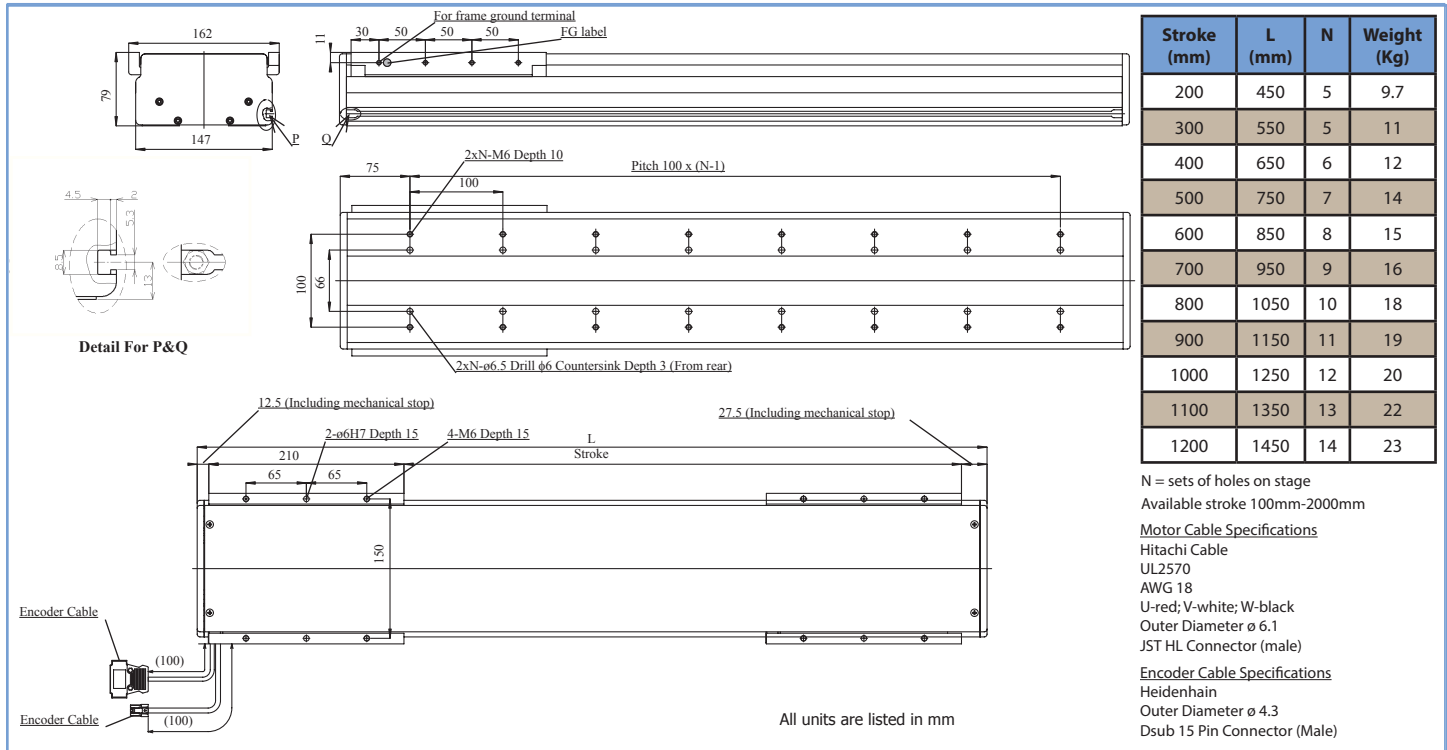 For frame ground terminal
FG label
162
79
147
P
11
30
50
50
50
Q
4.5
2
5.3
8.5
13
Detail For P&Q
2xN-M6 Depth 10
Pitch 100 x (N-1)
75
100
100
66
2xN-ø6.5 Drill ϕ6 Countersink Depth 3 (From rear)
12.5 (Including mechanical stop)
27.5 (Including mechanical stop)
L
2-ø6H7 Depth 15
4-M6 Depth 15
Stroke
210
65
65
150
Encoder Cable
(100)
Encoder Cable
(100)
All units are listed in mm
Stroke (mm) L (mm) N Weight (Kg)
200 450 5 9.7
300 550 5 11
400 650 6 12
500 750 7 14
600 850 8 15
700 950 9 16
800 1050 10 18
900 1150 11 19
1000 1250 12 20
1100 1350 13 22
1200 1450 14 23
N = sets of holes on stage
Available stroke 100mm-2000mm
Motor Cable Specifications
Hitachi Cable
UL2570
AWG 18
U-red; V-white; W-black
Outer Diameter ø 6.1
JST HL Connector (male)
Encoder Cable Specifications
Heidenhain
Outer Diameter ø 4.3
Dsub 15 Pin Connector (Male)